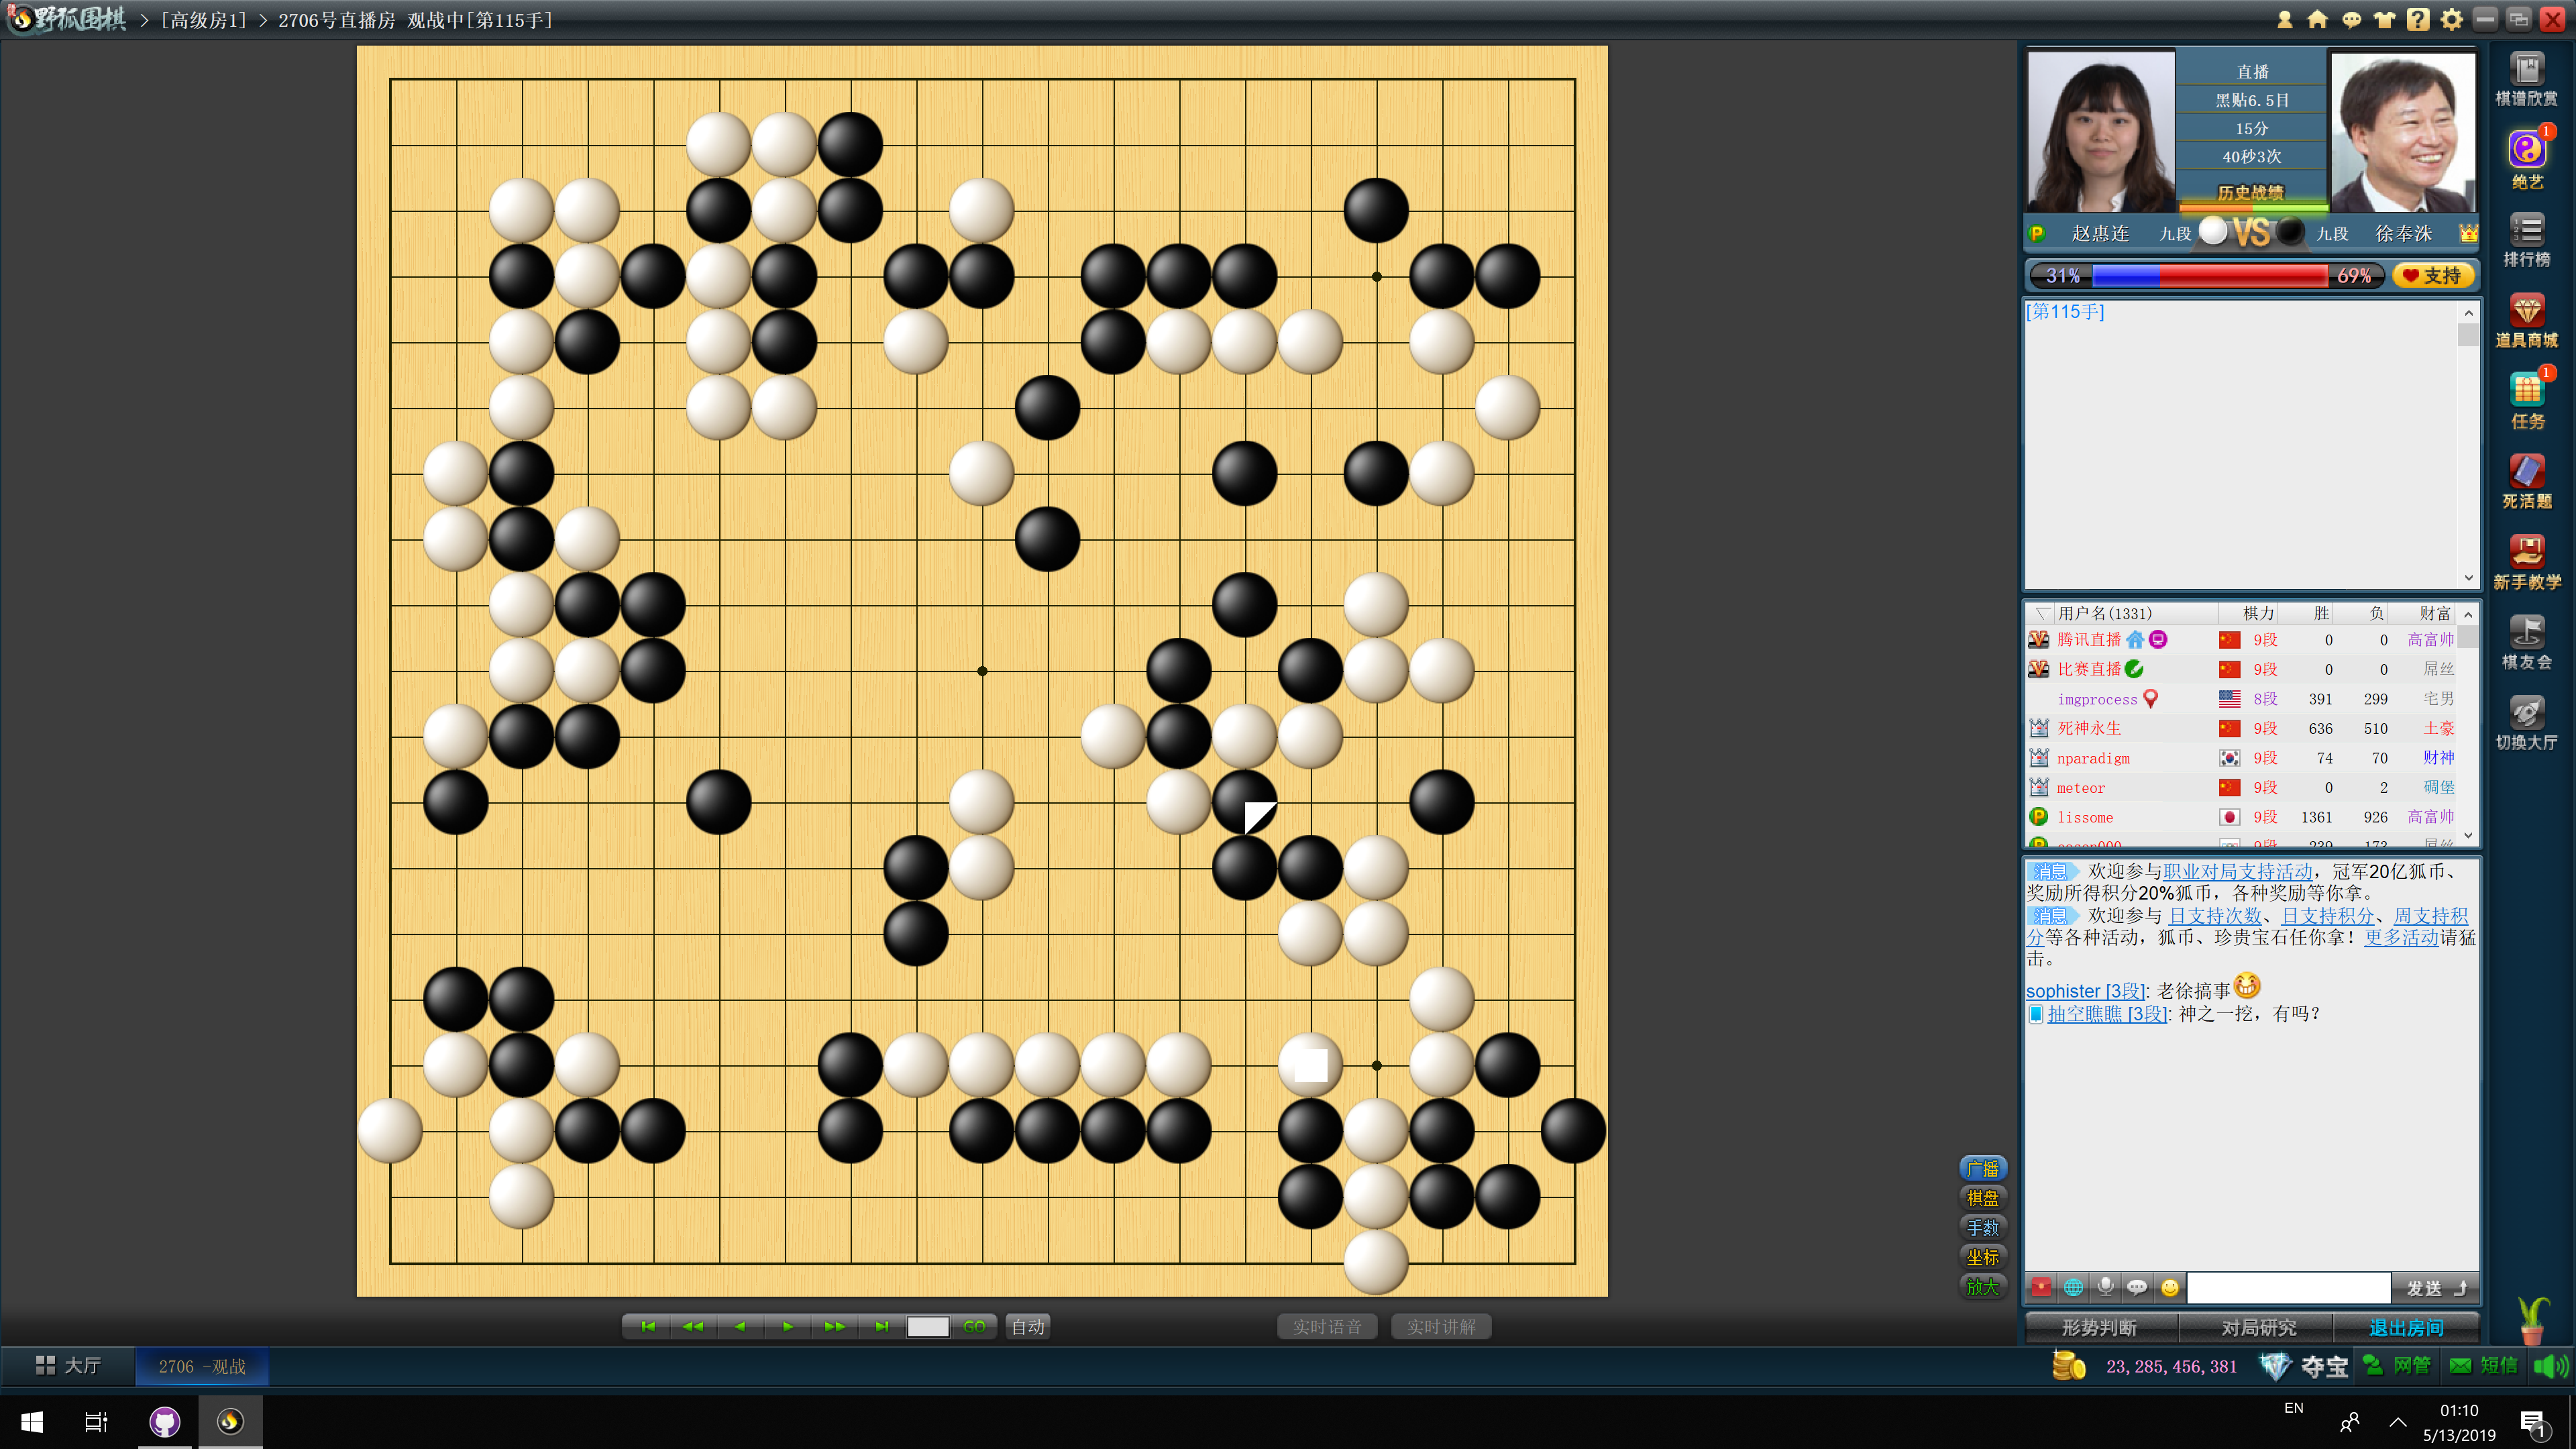 野狐围棋 > [高级房1] > 2706号直播房 观战中[第115手]
直播
黑贴6.5目
15分
40秒3次
历史战绩
P 赵惠连 九段 VS 九段 徐奉洙
31% 69% 支持
[第115手]
用户名(1331) 棋力 胜 负 财富
腾讯直播 9段 0 0 高富帅
比赛直播 9段 0 0 屌丝
imgprocess 8段 391 299 宅男
死神永生 9段 636 510 土豪
nparadigm 9段 74 70 财神
meteor 9段 0 2 碉堡
P lissome 9段 1361 926 高富帅
消息 欢迎参与职业对局支持活动，冠军20亿狐币、
奖励所得积分20%狐币，各种奖励等你拿。
消息 欢迎参与 日支持次数、日支持积分、周支持积
分等各种活动，狐币、珍贵宝石任你拿！更多活动请猛
击。
sophister [3段]: 老徐搞事
抽空瞧瞧 [3段]: 神之一挖，有吗？
发送
形势判断 对局研究 退出房间
1
棋谱欣赏
绝艺
排行榜
道具商城
1
任务
死活题
新手教学
棋友会
切换大厅
广播
棋盘
手数
坐标
放大
GO 自动 实时语音 实时讲解
大厅 2706 -观战 23,285,456,381 夺宝 网管 短信
EN
01:10
5/13/2019
1